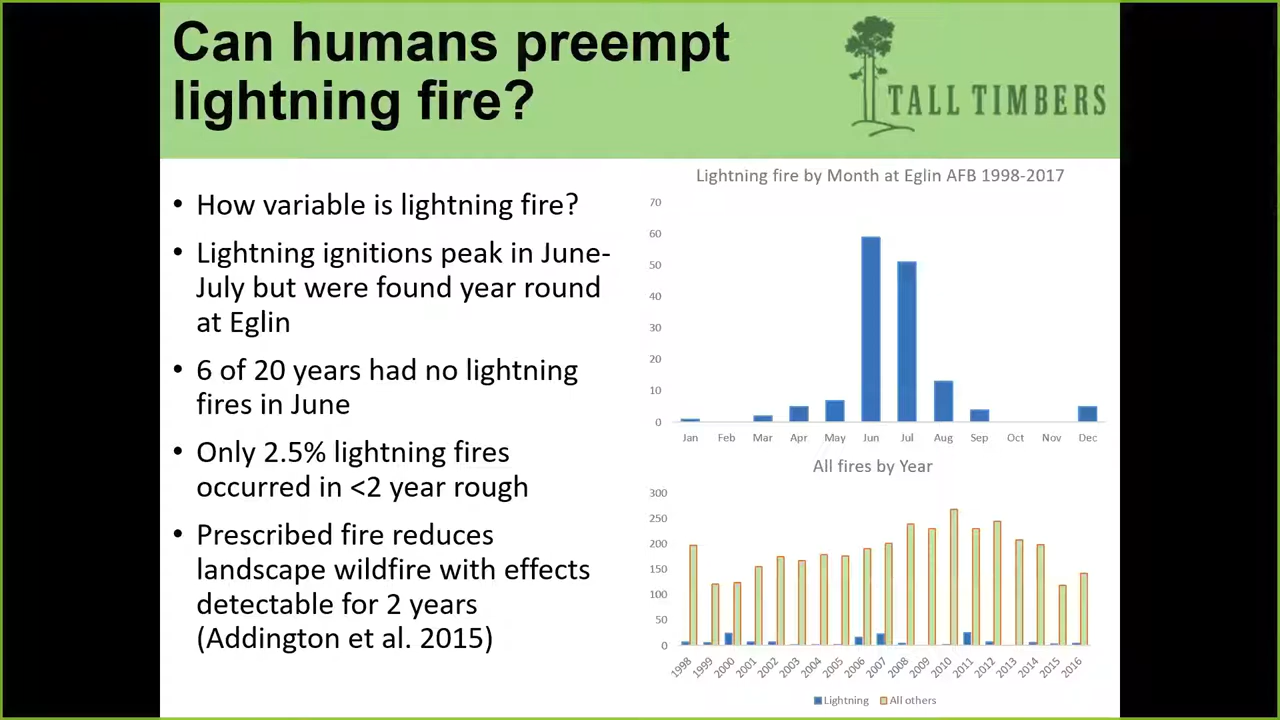 Can humans preempt
lightning fire?
TALL TIMBERS
• How variable is lightning fire?
• Lightning ignitions peak in June-
July but were found year round
at Eglin
• 6 of 20 years had no lightning
fires in June
• Only 2.5% lightning fires
occurred in <2 year rough
• Prescribed fire reduces
landscape wildfire with effects
detectable for 2 years
(Addington et al. 2015)
Lightning fire by Month at Eglin AFB 1998-2017
70
60
50
40
30
20
10
0
Jan Feb Mar Apr May Jun Jul Aug Sep Oct Nov Dec
All fires by Year
300
250
200
150
100
50
0
1998 1999 2000 2001 2002 2003 2004 2005 2006 2007 2008 2009 2010 2011 2012 2013 2014 2015 2016
Lightning All others